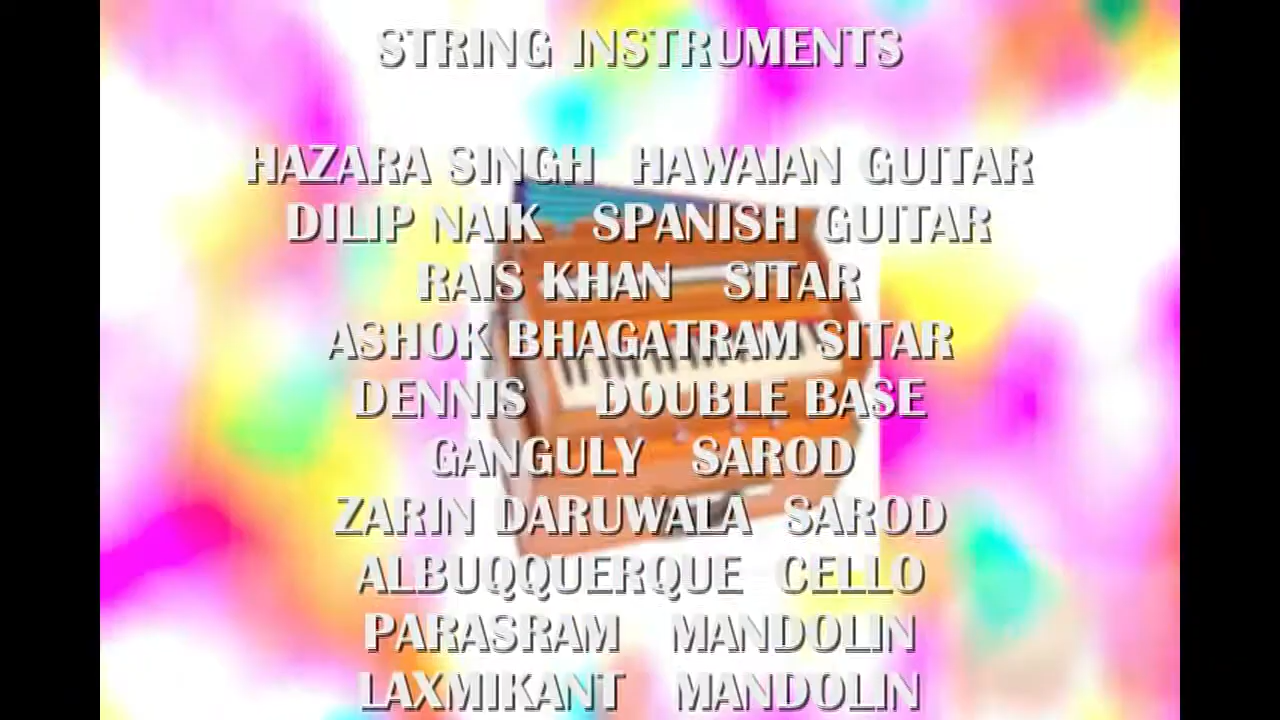 STRING INSTRUMENTS
HAZARA SINGH HAWAIAN GUITAR
DILIP NAIK SPANISH GUITAR
RAIS KHAN SITAR
ASHOK BHAGATRAM SITAR
DENNIS DOUBLE BASE
GANGULY SAROD
ZARIN DARUWALA SAROD
ALBUQQUERQUE CELLO
PARASRAM MANDOLIN
LAXMIKANT MANDOLIN